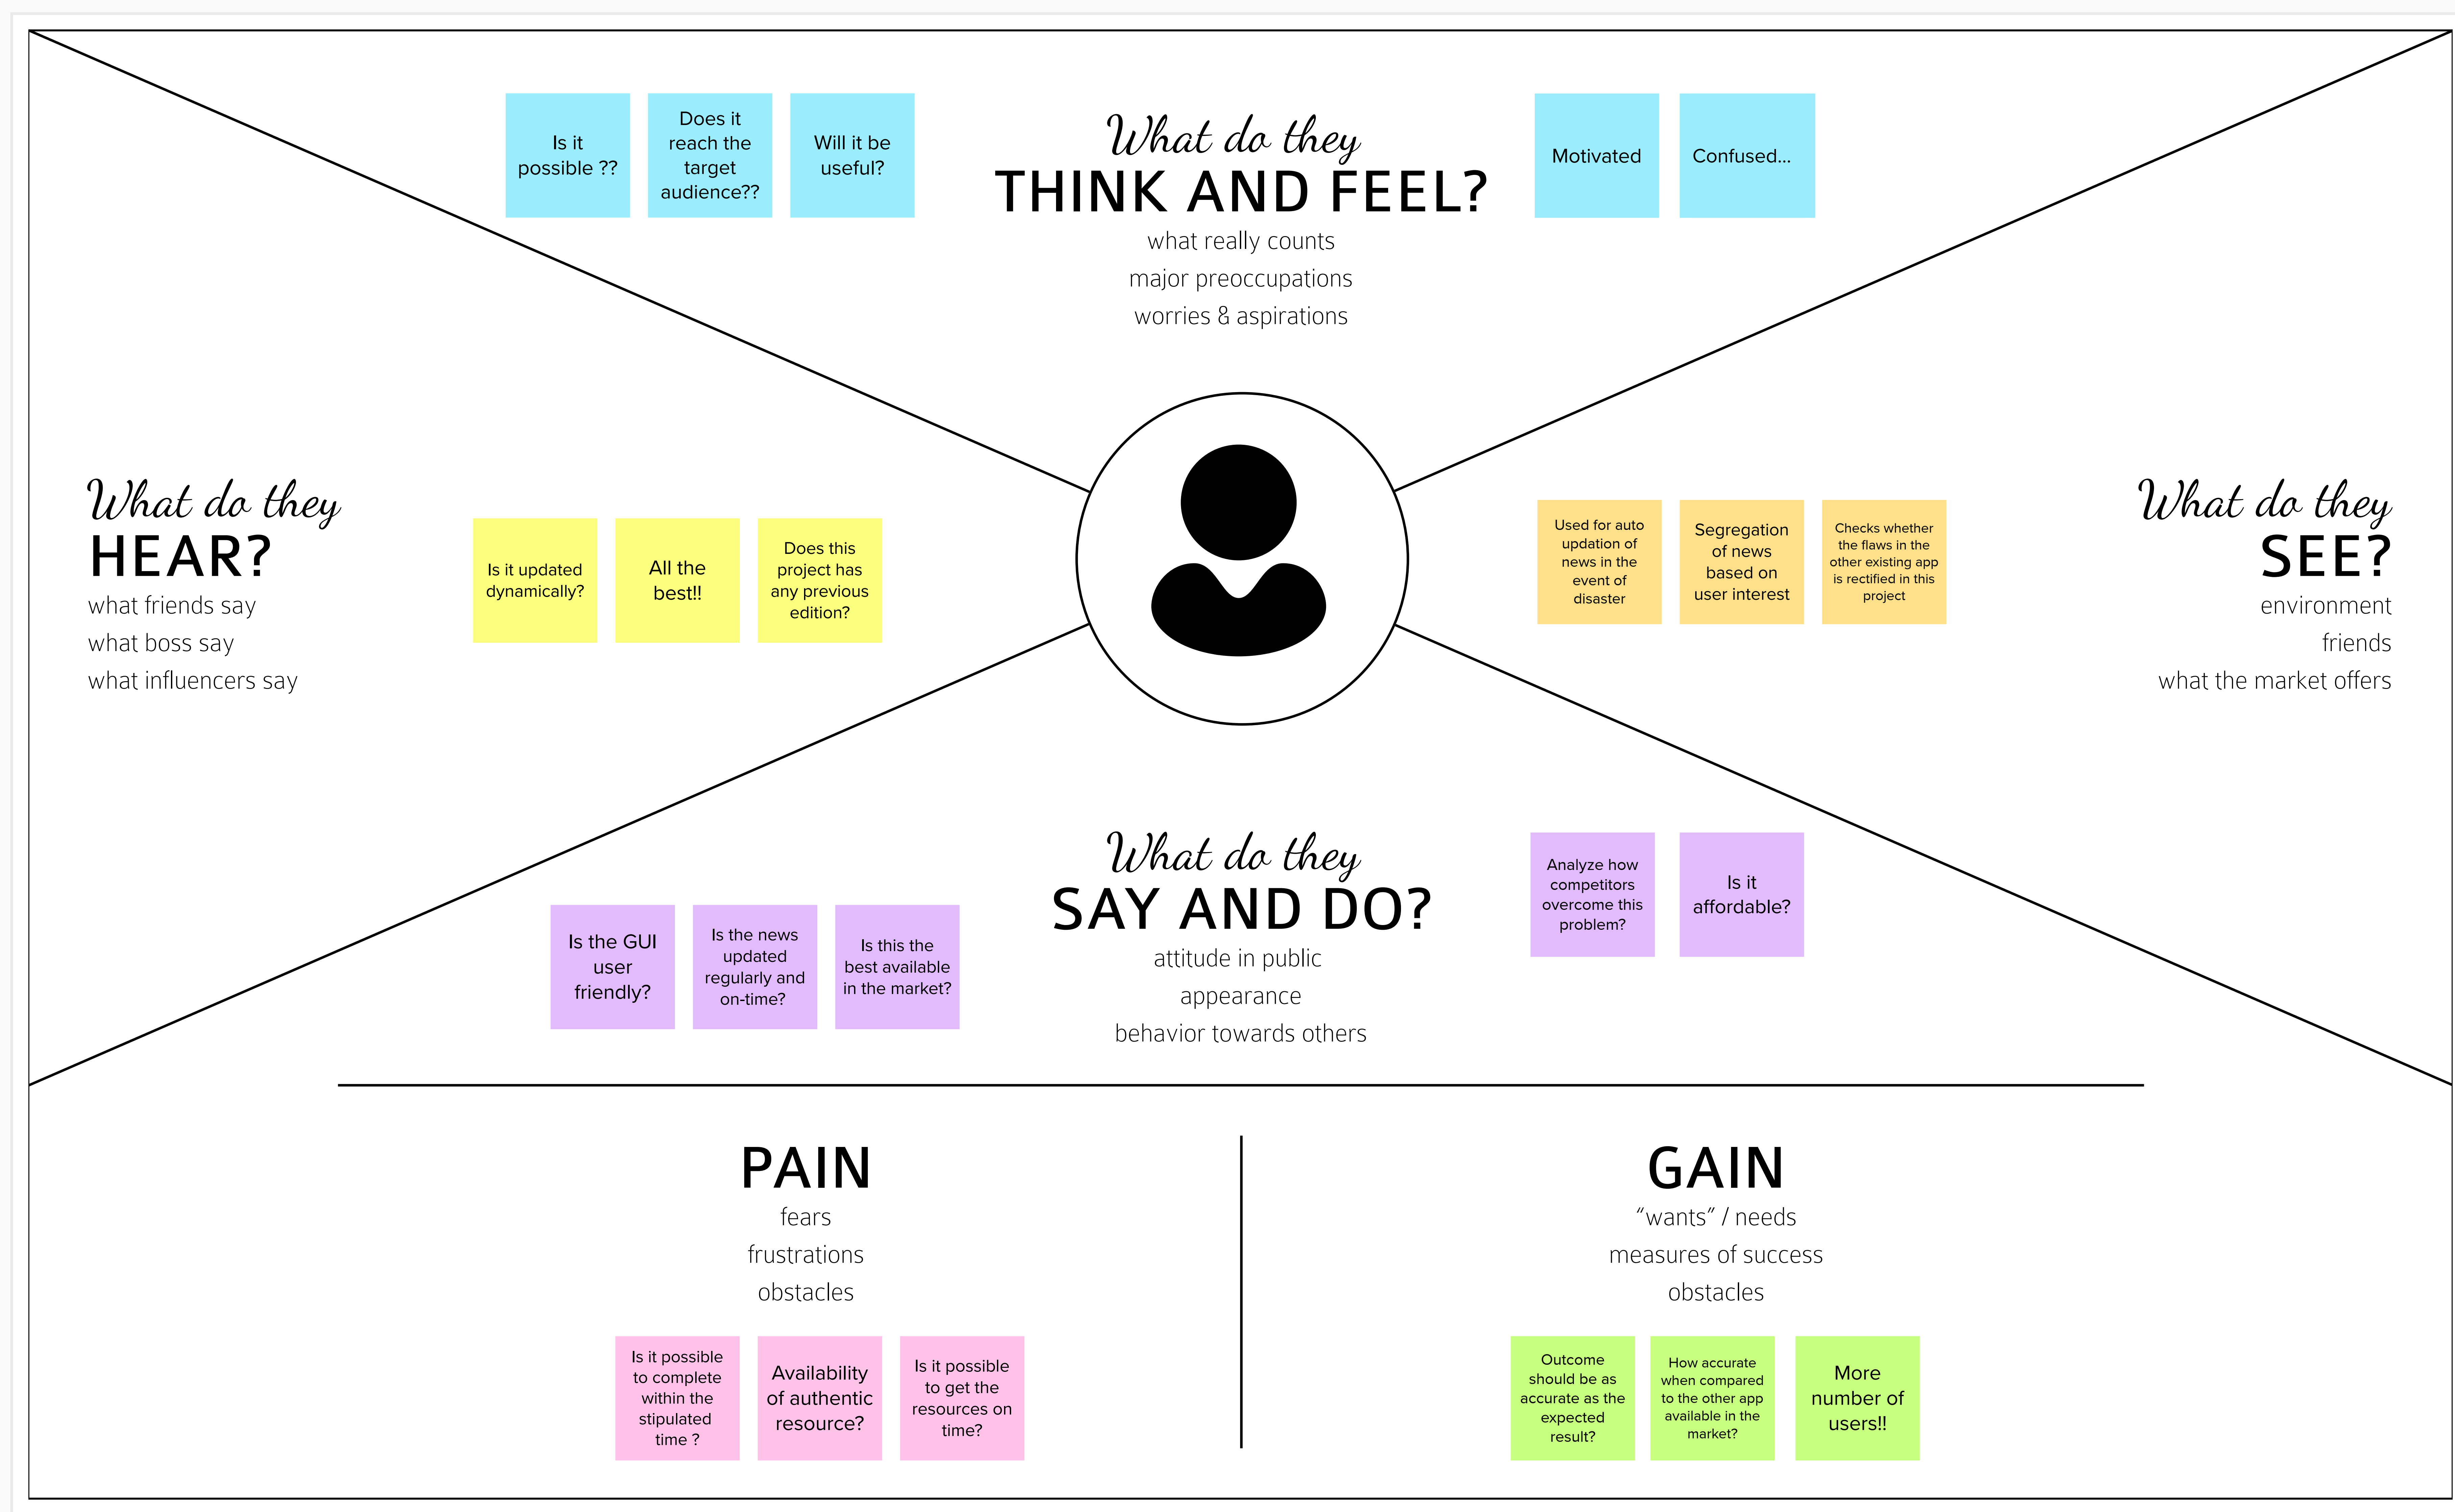 Is it
possible ??
Does it
reach the
target
audience??
Will it be
useful?
What do they
THINK AND FEEL?
what really counts
major preoccupations
worries & aspirations
Motivated
Confused...
What do they
HEAR?
what friends say
what boss say
what influencers say
Is it updated
dynamically?
All the
best!!
Does this
project has
any previous
edition?
Used for auto
updation of
news in the
event of
disaster
Segregation
of news
based on
user interest
Checks whether
the flaws in the
other existing app
is rectified in this
project
What do they
SEE?
environment
friends
what the market offers
What do they
SAY AND DO?
attitude in public
appearance
behavior towards others
Is the GUI
user
friendly?
Is the news
updated
regularly and
on-time?
Is this the
best available
in the market?
Analyze how
competitors
overcome this
problem?
Is it
affordable?
PAIN
fears
frustrations
obstacles
Is it possible
to complete
within the
stipulated
time ?
Availability
of authentic
resource?
Is it possible
to get the
resources on
time?
GAIN
“wants” / needs
measures of success
obstacles
Outcome
should be as
accurate as the
expected
result?
How accurate
when compared
to the other app
available in the
market?
More
number of
users!!